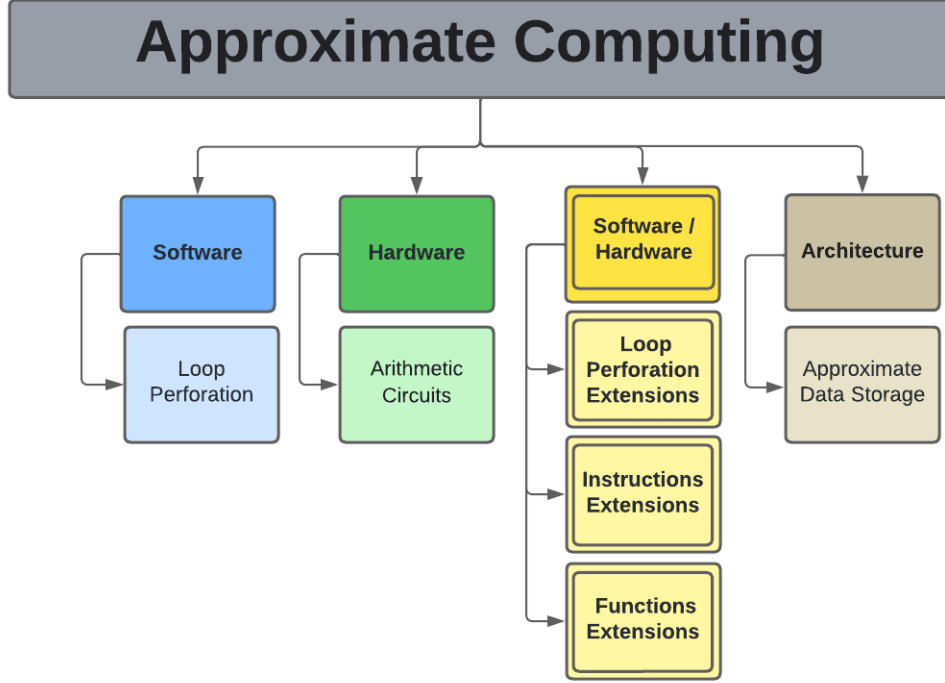 Approximate Computing
Software
Hardware
Software /
Hardware
Architecture
Loop
Perforation
Arithmetic
Circuits
Loop
Perforation
Extensions
Approximate
Data Storage
Instructions
Extensions
Functions
Extensions